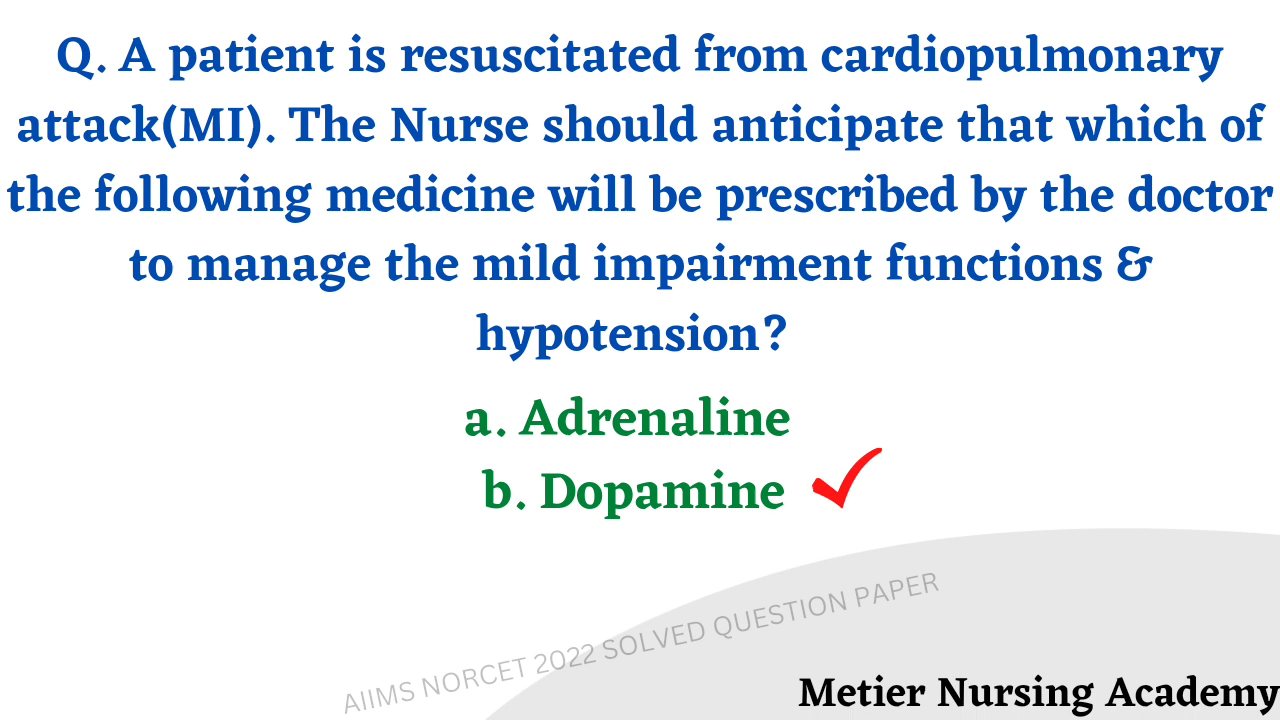 Q. A patient is resuscitated from cardiopulmonary
attack(MI). The Nurse should anticipate that which of
the following medicine will be prescribed by the doctor
to manage the mild impairment functions &
hypotension?
a. Adrenaline
b. Dopamine
AIIMS NORCET 2022 SOLVED QUESTION PAPER
Metier Nursing Academy